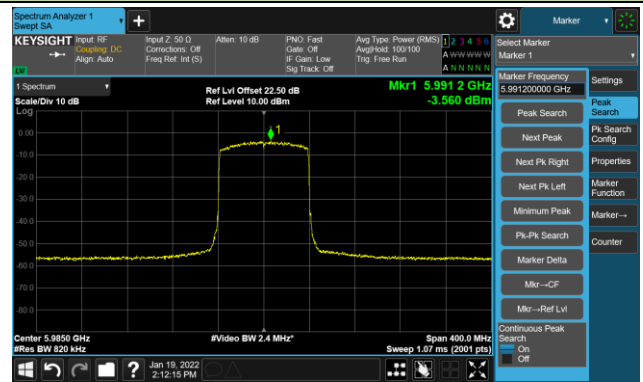 Spectrum Analyzer 1
Swept SA
Marker
KEYSIGHT
Input: RF
Coupling: DC
Align: Auto
Input Z: 50 Ω
Corrections: Off
Freq Ref: Int (S)
Atten: 10 dB
PNO: Fast
Gate: Off
IF Gain: Low
Sig Track: Off
Avg Type: Power (RMS)
Avg|Hold: 100/100
Trig: Free Run
1 2 3 4 5 6
A W W W W W
A N N N N N
LW
Select Marker
Marker 1
1 Spectrum
Scale/Div 10 dB
Ref Lvl Offset 22.50 dB
Ref Level 10.00 dBm
Mkr1 5.991 2 GHz
-3.560 dBm
Log
1
0.00
-10.0
-20.0
-30.0
-40.0
-50.0
-60.0
-70.0
-80.0
Center 5.9850 GHz
#Res BW 820 kHz
#Video BW 2.4 MHz*
Span 400.0 MHz
Sweep 1.07 ms (2001 pts)
Marker Frequency
5.991200000 GHz
Peak Search
Next Peak
Next Pk Right
Next Pk Left
Minimum Peak
Pk-Pk Search
Marker Delta
Mkr→CF
Mkr→Ref Lvl
Continuous Peak
Search
On
Off
Settings
Peak
Search
Pk Search
Config
Properties
Marker
Function
Marker→
Counter
?
Jan 19, 2022
2:12:15 PM